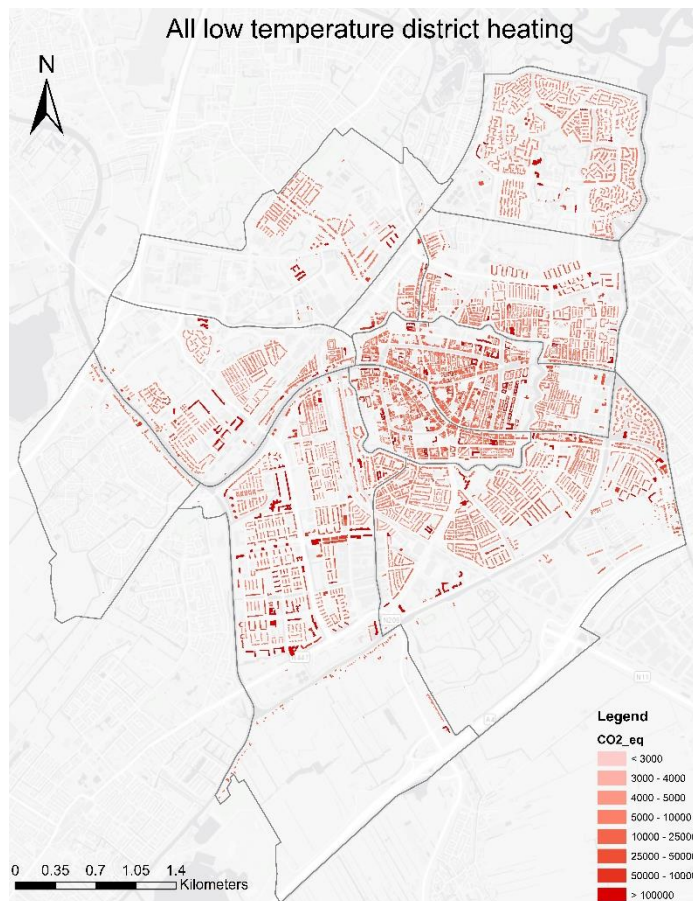 All low temperature district heating
N
N11
Legend
CO2_eq
< 3000
3000 - 4000
4000 - 5000
5000 - 10000
10000 - 25000
25000 - 50000
50000 - 10000
> 100000
0 0.35 0.7 1.05 1.4
Kilometers